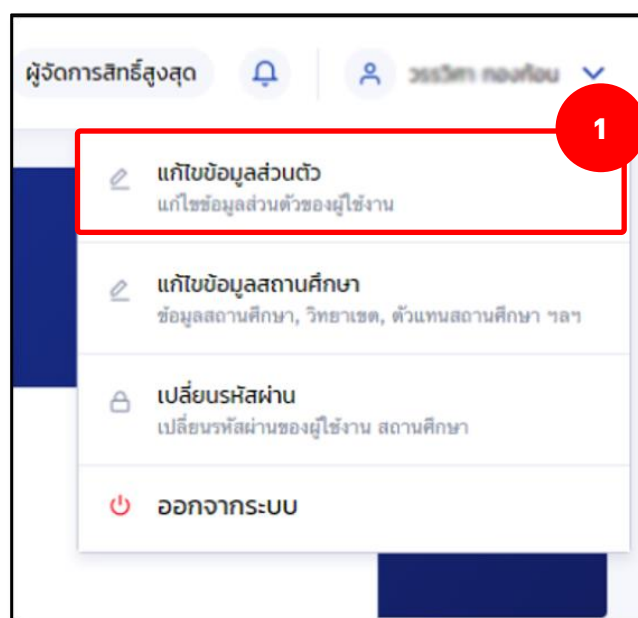 ผู้จัดการสิทธิ์สูงสุด
1
แก้ไขข้อมูลส่วนตัว
แก้ไขข้อมูลส่วนตัวของผู้ใช้งาน
แก้ไขข้อมูลสถานศึกษา
ข้อมูลสถานศึกษา, วิทยาเขต, ตัวแทนสถานศึกษา ฯลฯ
เปลี่ยนรหัสผ่าน
เปลี่ยนรหัสผ่านของผู้ใช้งาน สถานศึกษา
ออกจากระบบ